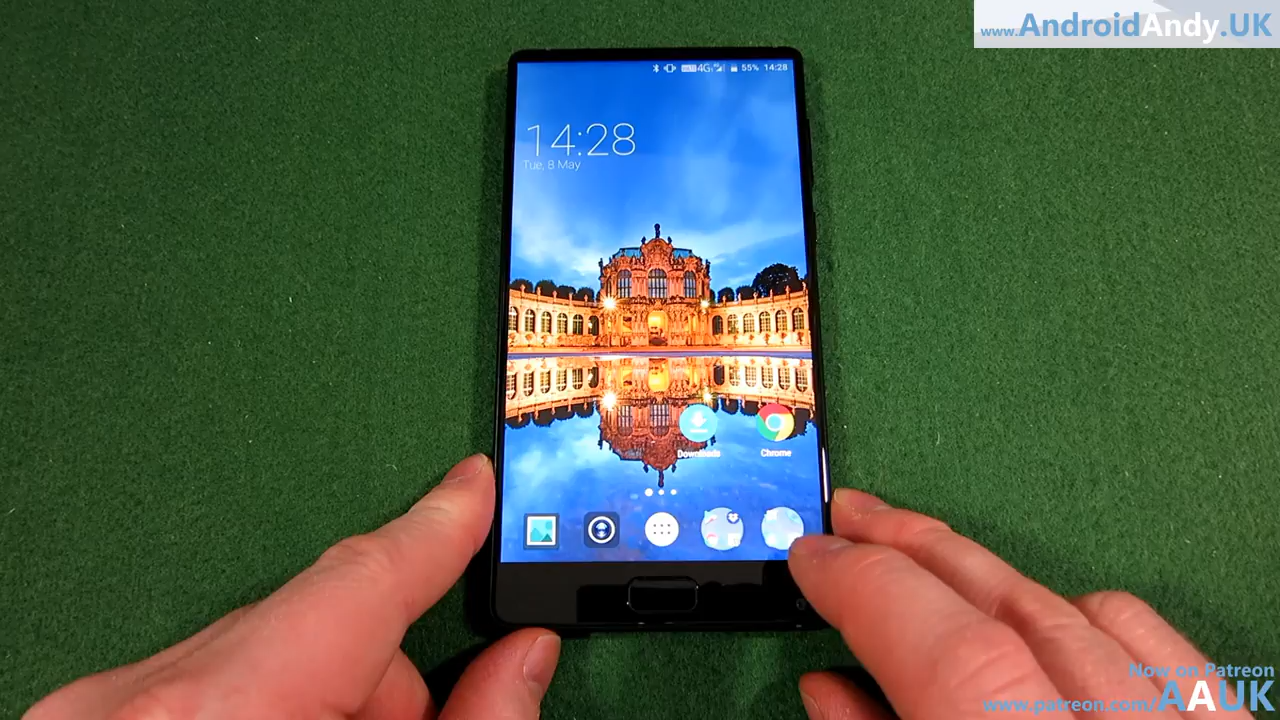 www.AndroidAndy.UK
55% 14:28
14:28
Tue, 8 May
Downloads
Chrome
Now on Patreon
www.patreon.com/AAUK